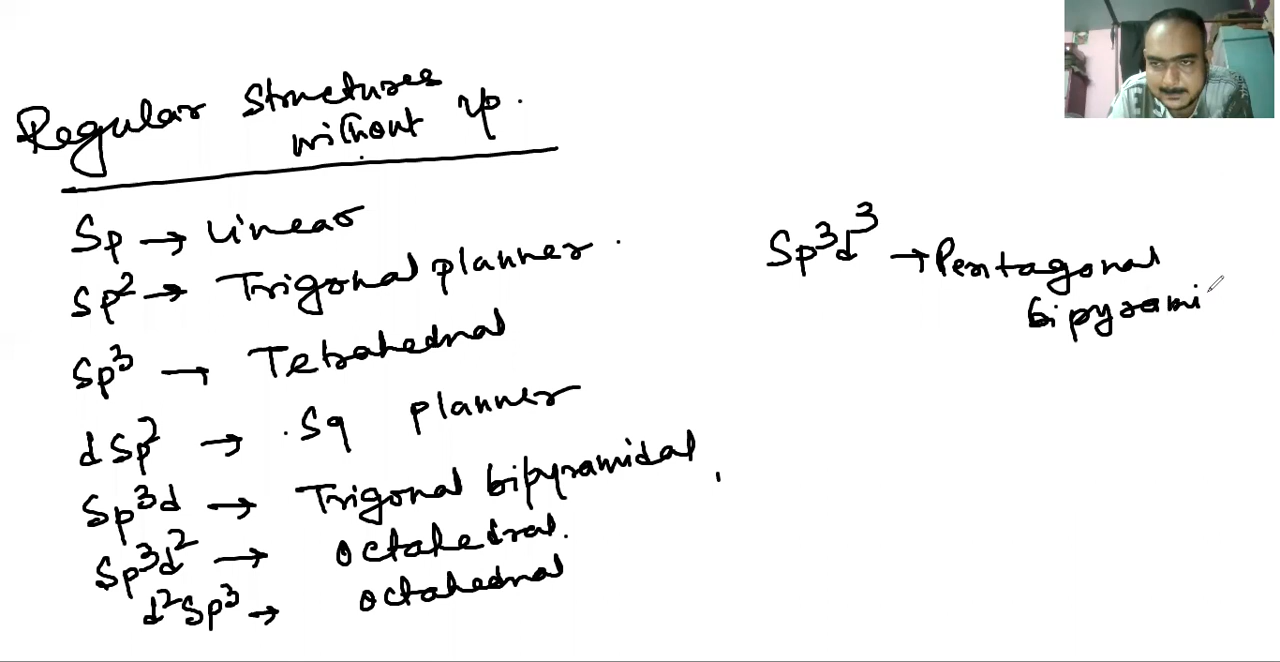 Regular Structures
without lp.
Sp → Linear
Sp² → Trigonal planner.
Sp³ → Tetrahedral
dSp² → Sq planner
Sp³d → Trigonal bipyramidal,
Sp³d² → Octahedral.
d²Sp³ → Octahedral
Sp³d³ → Pentagonal
bipyrami